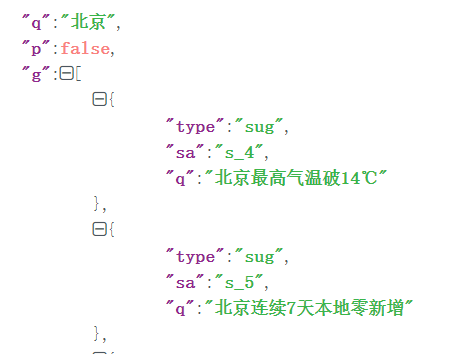 "q":"北京",
"p":false,
"g":[
{
"type":"sug",
"sa":"s_4",
"q":"北京最高气温破14℃"
},
{
"type":"sug",
"sa":"s_5",
"q":"北京连续7天本地零新增"
},